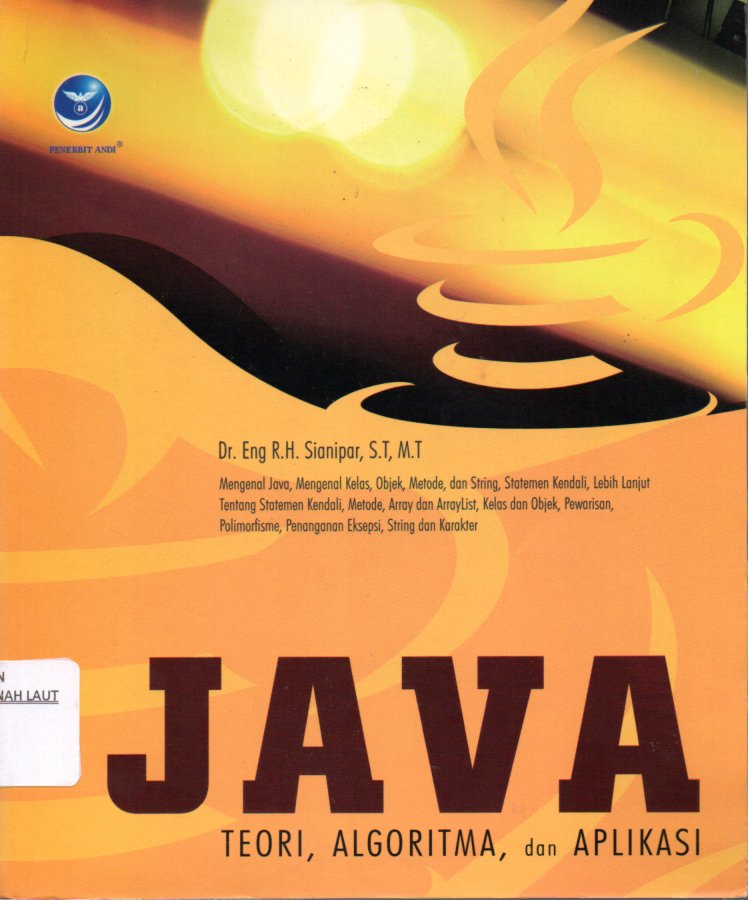 PENERBIT ANDI®
Dr. Eng R.H. Sianipar, S.T, M.T
Mengenal Java, Mengenal Kelas, Objek, Metode, dan String, Statemen Kendali, Lebih Lanjut
Tentang Statemen Kendali, Metode, Array dan ArrayList, Kelas dan Objek, Pewarisan,
Polimorfisme, Penanganan Eksepsi, String dan Karakter
N
NAH LAUT
JAVA
TEORI, ALGORITMA, dan APLIKASI